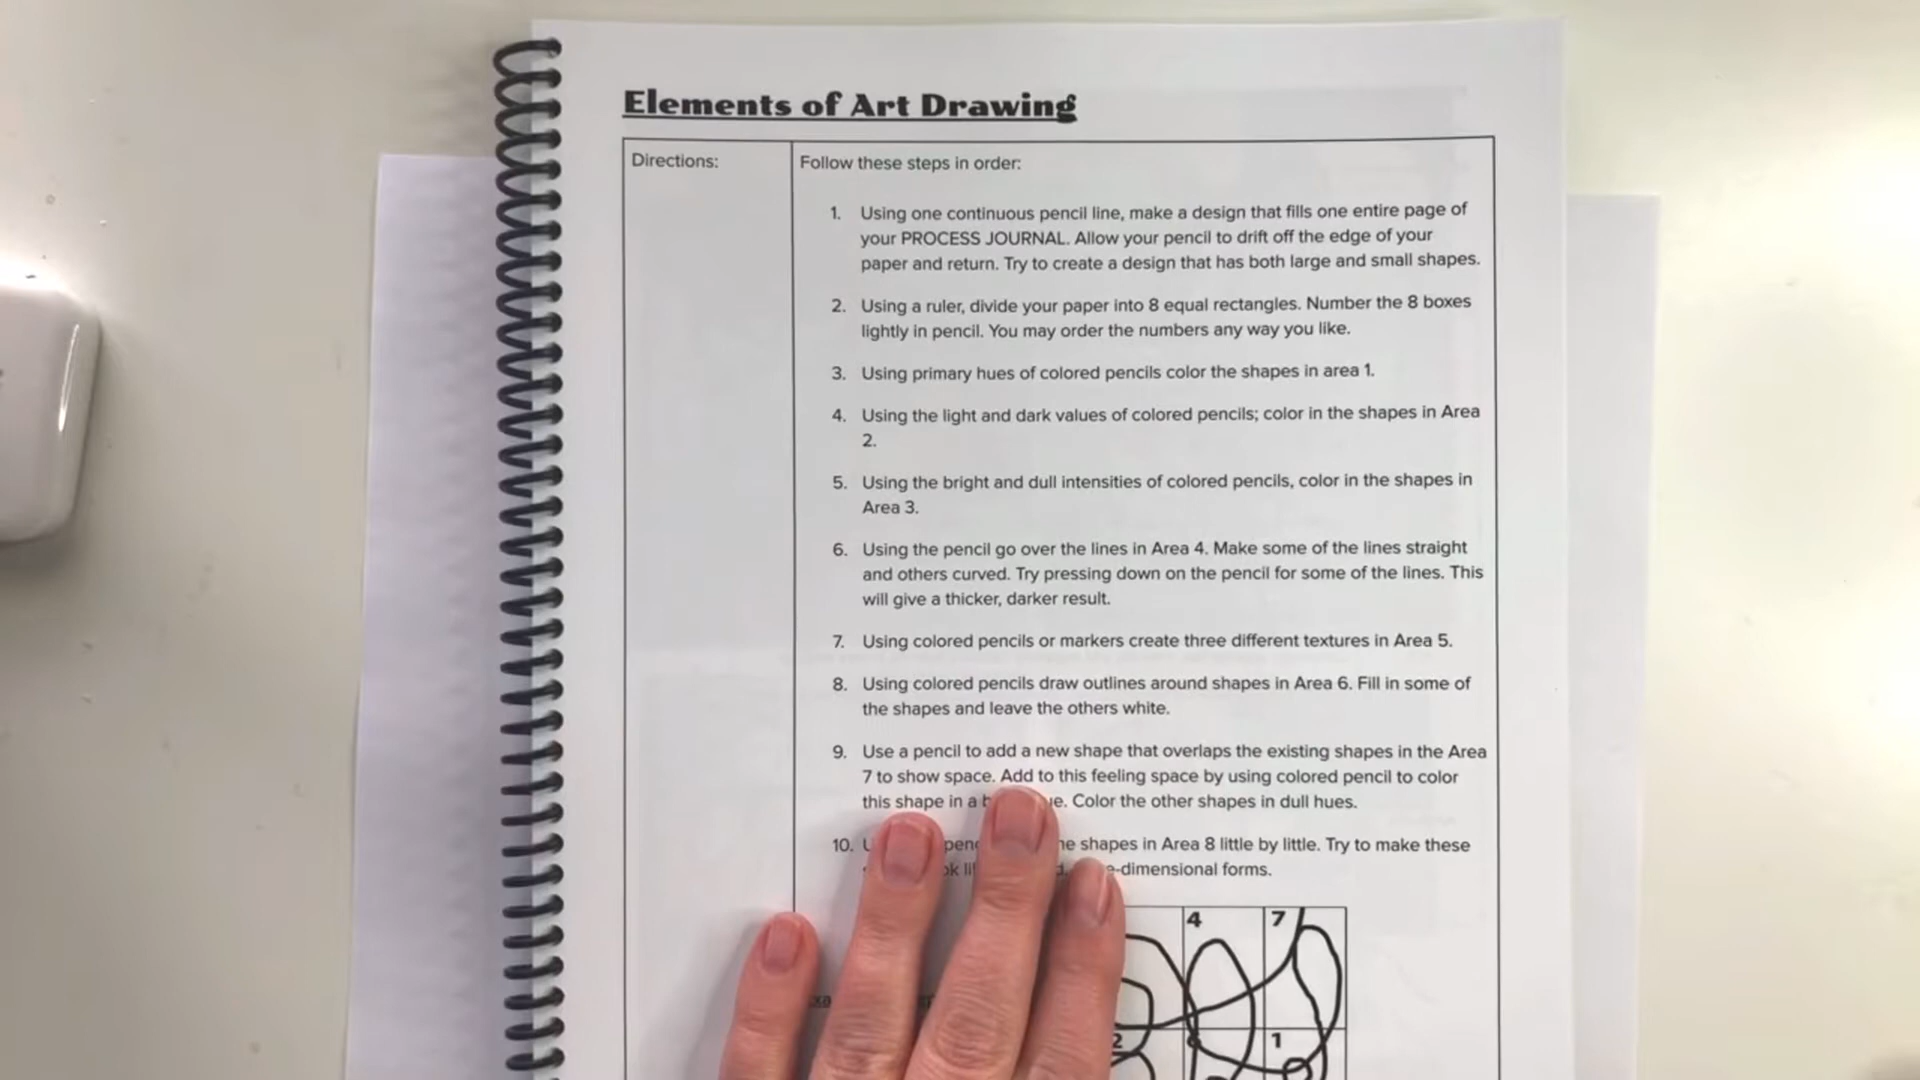 Elements of Art Drawing
Directions:
Follow these steps in order:
1. Using one continuous pencil line, make a design that fills one entire page of
your PROCESS JOURNAL. Allow your pencil to drift off the edge of your
paper and return. Try to create a design that has both large and small shapes.
2. Using a ruler, divide your paper into 8 equal rectangles. Number the 8 boxes
lightly in pencil. You may order the numbers any way you like.
3. Using primary hues of colored pencils color the shapes in area 1.
4. Using the light and dark values of colored pencils; color in the shapes in Area
2.
5. Using the bright and dull intensities of colored pencils, color in the shapes in
Area 3.
6. Using the pencil go over the lines in Area 4. Make some of the lines straight
and others curved. Try pressing down on the pencil for some of the lines. This
will give a thicker, darker result.
7. Using colored pencils or markers create three different textures in Area 5.
8. Using colored pencils draw outlines around shapes in Area 6. Fill in some of
the shapes and leave the others white.
9. Use a pencil to add a new shape that overlaps the existing shapes in the Area
7 to show space. Add to this feeling space by using colored pencil to color
this shape in a Color the other shapes in dull hues.
10. shapes in Area 8 little by little. Try to make these
-dimensional forms.
4 7
2 1